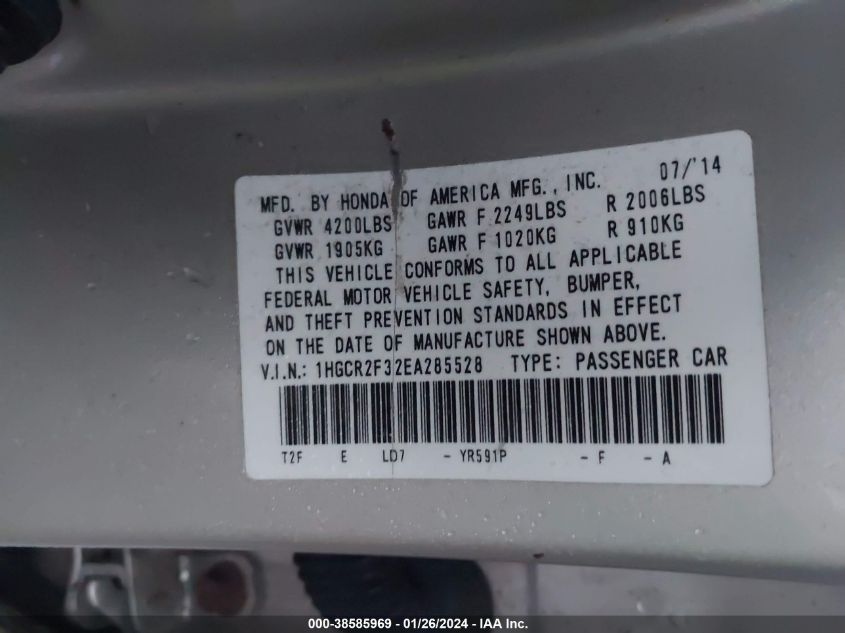 MFD. BY HONDA OF AMERICA MFG., INC. 07/'14
GVWR 4200LBS GAWR F 2249LBS R 2006LBS
GVWR 1905KG GAWR F 1020KG R 910KG
THIS VEHICLE CONFORMS TO ALL APPLICABLE
FEDERAL MOTOR VEHICLE SAFETY, BUMPER,
AND THEFT PREVENTION STANDARDS IN EFFECT
ON THE DATE OF MANUFACTURE SHOWN ABOVE.
V.I.N.: 1HGCR2F32EA285528 TYPE: PASSENGER CAR
T2F E LD7 - YR591P - F - A
000-38585969 - 01/26/2024 - IAA Inc.